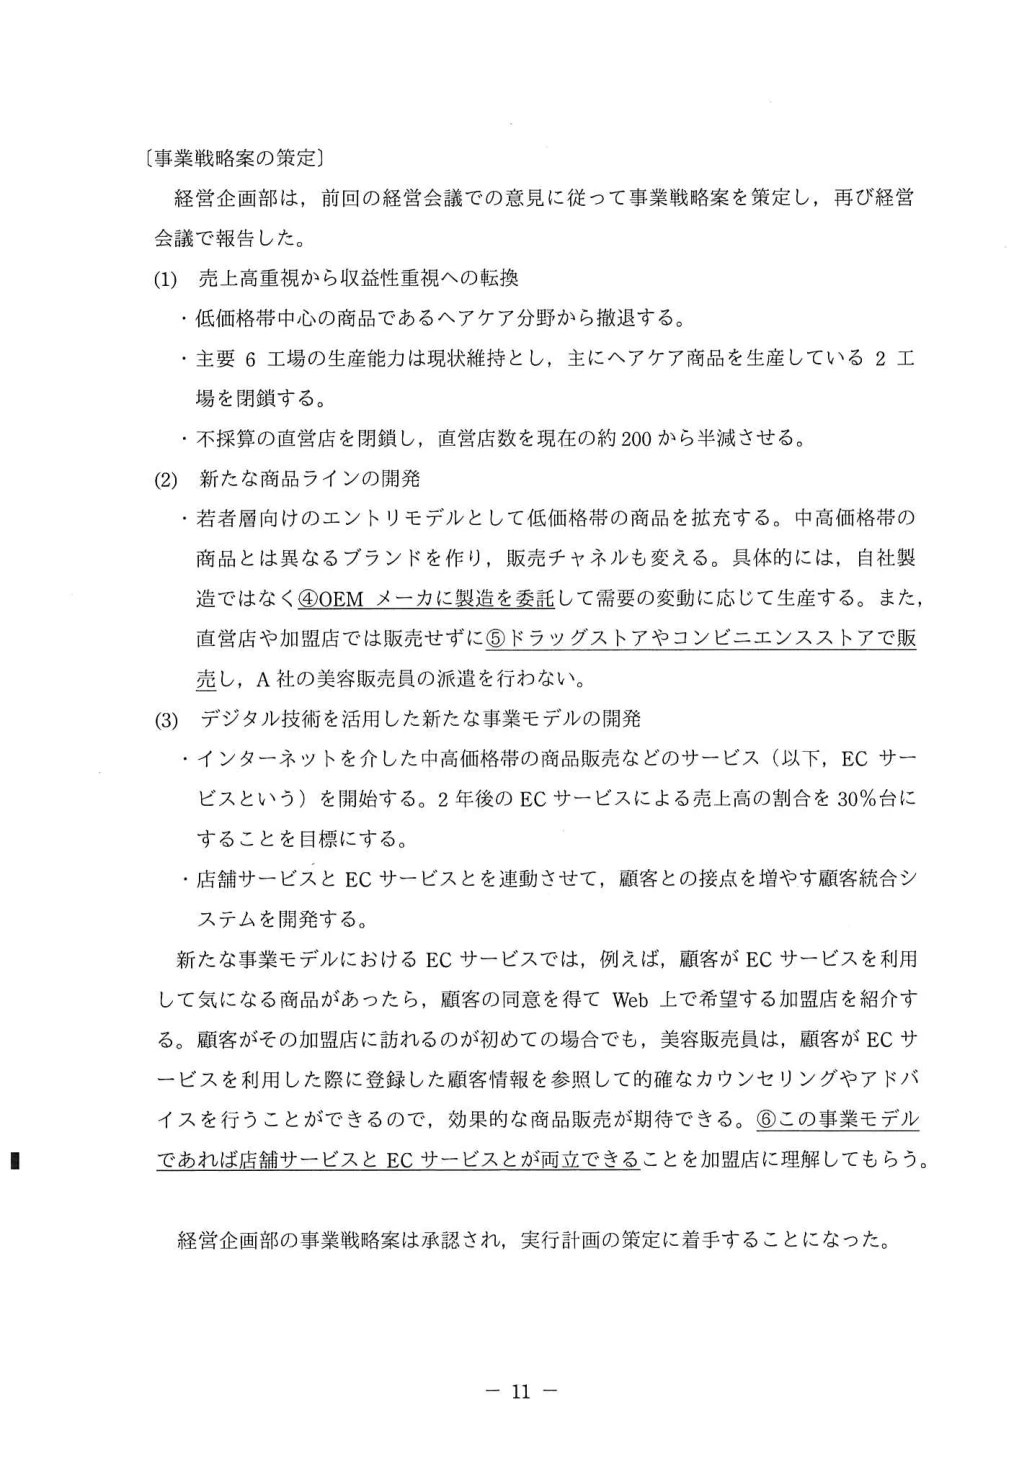 〔事業戦略案の策定〕
経営企画部は，前回の経営会議での意見に従って事業戦略案を策定し，再び経営
会議で報告した。
(1) 売上高重視から収益性重視への転換
・低価格帯中心の商品であるヘアケア分野から撤退する。
・主要 6 工場の生産能力は現状維持とし，主にヘアケア商品を生産している 2 工
場を閉鎖する。
・不採算の直営店を閉鎖し，直営店数を現在の約 200 から半減させる。
(2) 新たな商品ラインの開発
・若者層向けのエントリモデルとして低価格帯の商品を拡充する。中高価格帯の
商品とは異なるブランドを作り，販売チャネルも変える。具体的には，自社製
造ではなく④OEM メーカに製造を委託して需要の変動に応じて生産する。また，
直営店や加盟店では販売せずに⑤ドラッグストアやコンビニエンスストアで販
売し，A 社の美容販売員の派遣を行わない。
(3) デジタル技術を活用した新たな事業モデルの開発
・インターネットを介した中高価格帯の商品販売などのサービス（以下，EC サー
ビスという）を開始する。2 年後の EC サービスによる売上高の割合を 30％台に
することを目標にする。
・店舗サービスと EC サービスとを連動させて，顧客との接点を増やす顧客統合シ
ステムを開発する。
新たな事業モデルにおける EC サービスでは，例えば，顧客が EC サービスを利用
して気になる商品があったら，顧客の同意を得て Web 上で希望する加盟店を紹介す
る。顧客がその加盟店に訪れるのが初めての場合でも，美容販売員は，顧客が EC サ
ービスを利用した際に登録した顧客情報を参照して的確なカウンセリングやアドバ
イスを行うことができるので，効果的な商品販売が期待できる。⑥この事業モデル
であれば店舗サービスと EC サービスとが両立できることを加盟店に理解してもらう。
経営企画部の事業戦略案は承認され，実行計画の策定に着手することになった。
－ 11 －